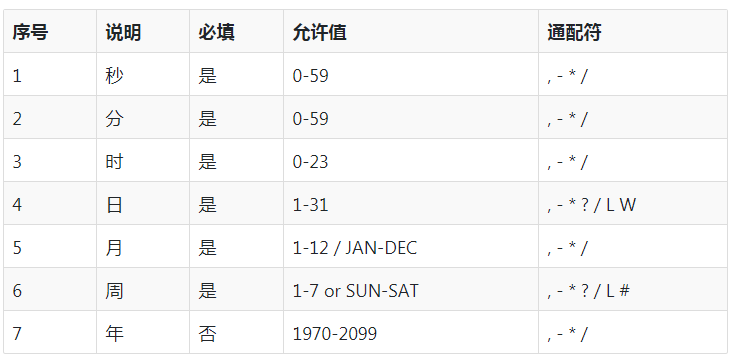 序号 说明 必填 允许值 通配符
1 秒 是 0-59 , - * /
2 分 是 0-59 , - * /
3 时 是 0-23 , - * /
4 日 是 1-31 , - * ? / L W
5 月 是 1-12 / JAN-DEC , - * /
6 周 是 1-7 or SUN-SAT , - * ? / L #
7 年 否 1970-2099 , - * /